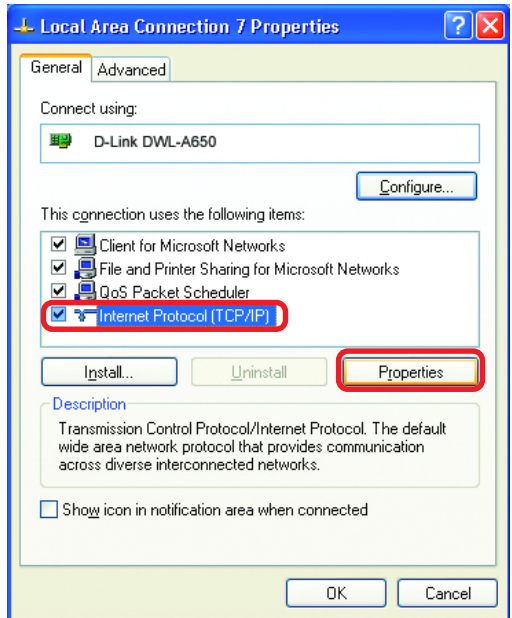 Local Area Connection 7 Properties
General Advanced
Connect using:
D-Link DWL-A650
Configure...
This connection uses the following items:
Client for Microsoft Networks
File and Printer Sharing for Microsoft Networks
QoS Packet Scheduler
Internet Protocol (TCP/IP)
Install... Uninstall Properties
Description
Transmission Control Protocol/Internet Protocol. The default
wide area network protocol that provides communication
across diverse interconnected networks.
Show icon in notification area when connected
OK Cancel